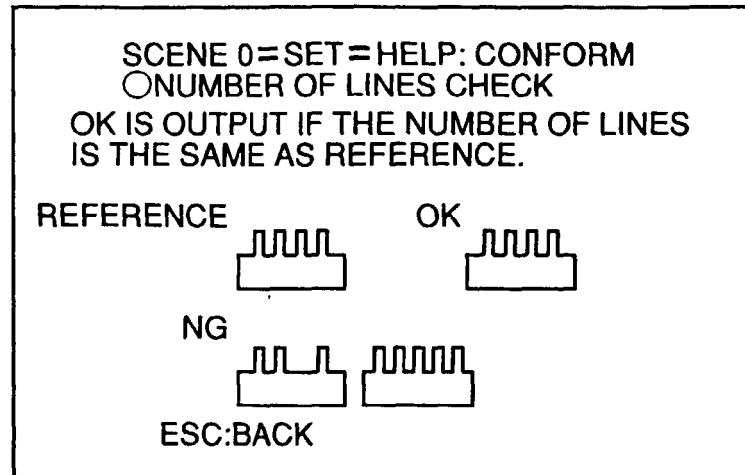 SCENE 0=SET=HELP: CONFORM
○NUMBER OF LINES CHECK
OK IS OUTPUT IF THE NUMBER OF LINES
IS THE SAME AS REFERENCE.
REFERENCE OK
NG
ESC:BACK